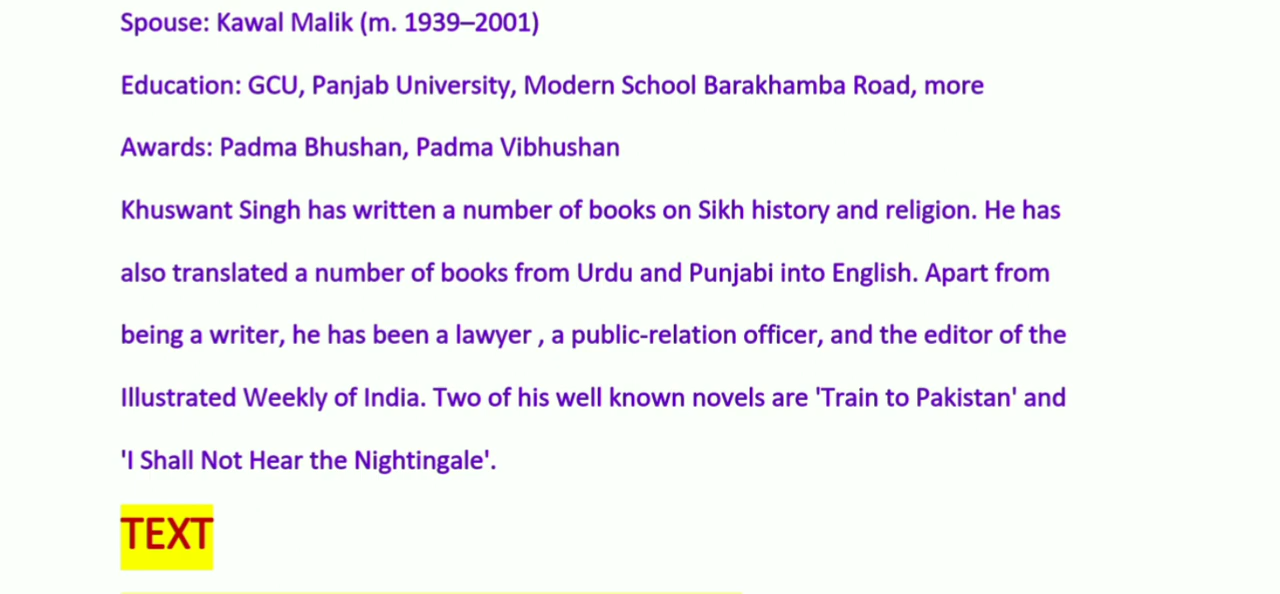 Spouse: Kawal Malik (m. 1939–2001)
Education: GCU, Panjab University, Modern School Barakhamba Road, more
Awards: Padma Bhushan, Padma Vibhushan
Khuswant Singh has written a number of books on Sikh history and religion. He has
also translated a number of books from Urdu and Punjabi into English. Apart from
being a writer, he has been a lawyer , a public-relation officer, and the editor of the
Illustrated Weekly of India. Two of his well known novels are 'Train to Pakistan' and
'I Shall Not Hear the Nightingale'.
TEXT